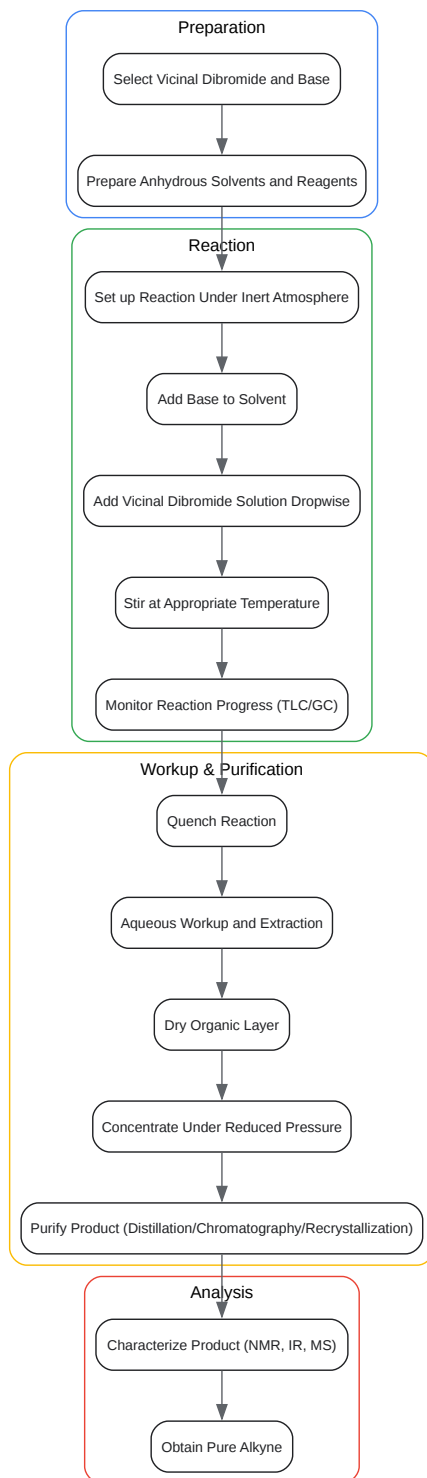 Preparation
Select Vicinal Dibromide and Base
Prepare Anhydrous Solvents and Reagents
Reaction
Set up Reaction Under Inert Atmosphere
Add Base to Solvent
Add Vicinal Dibromide Solution Dropwise
Stir at Appropriate Temperature
Monitor Reaction Progress (TLC/GC)
Workup & Purification
Quench Reaction
Aqueous Workup and Extraction
Dry Organic Layer
Concentrate Under Reduced Pressure
Purify Product (Distillation/Chromatography/Recrystallization)
Analysis
Characterize Product (NMR, IR, MS)
Obtain Pure Alkyne